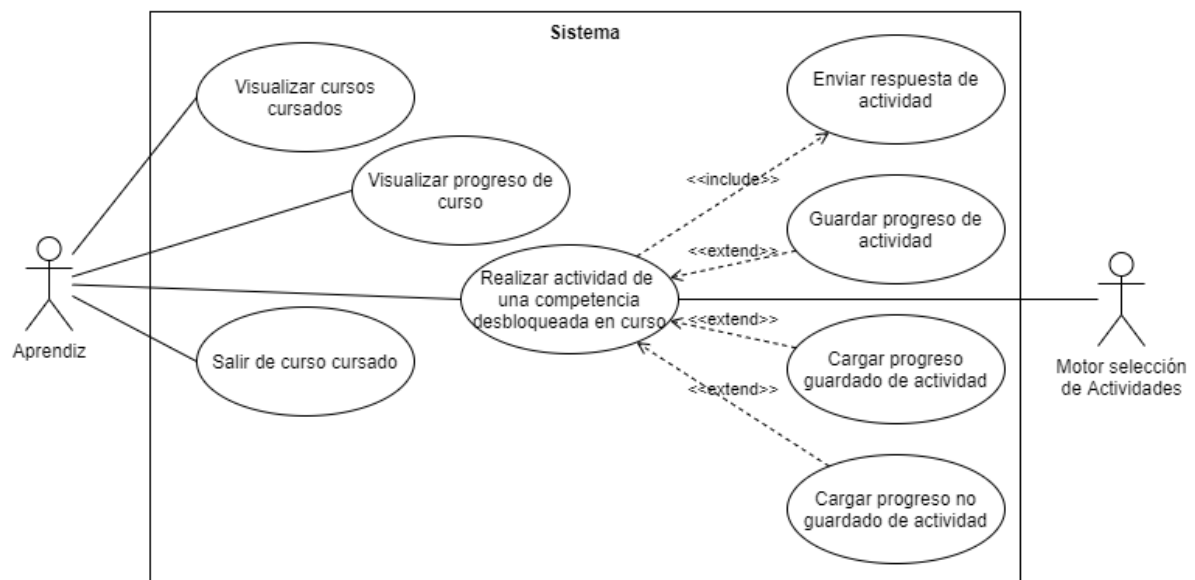 Sistema
Visualizar cursos
cursados
Enviar respuesta de
actividad
Visualizar progreso de
curso
<<include>>
Guardar progreso de
actividad
<<extend>>
Realizar actividad de
una competencia
desbloqueada en curso
<<extend>>
Aprendiz
Salir de curso cursado
Cargar progreso
guardado de actividad
Motor selección
de Actividades
<<extend>>
Cargar progreso no
guardado de actividad